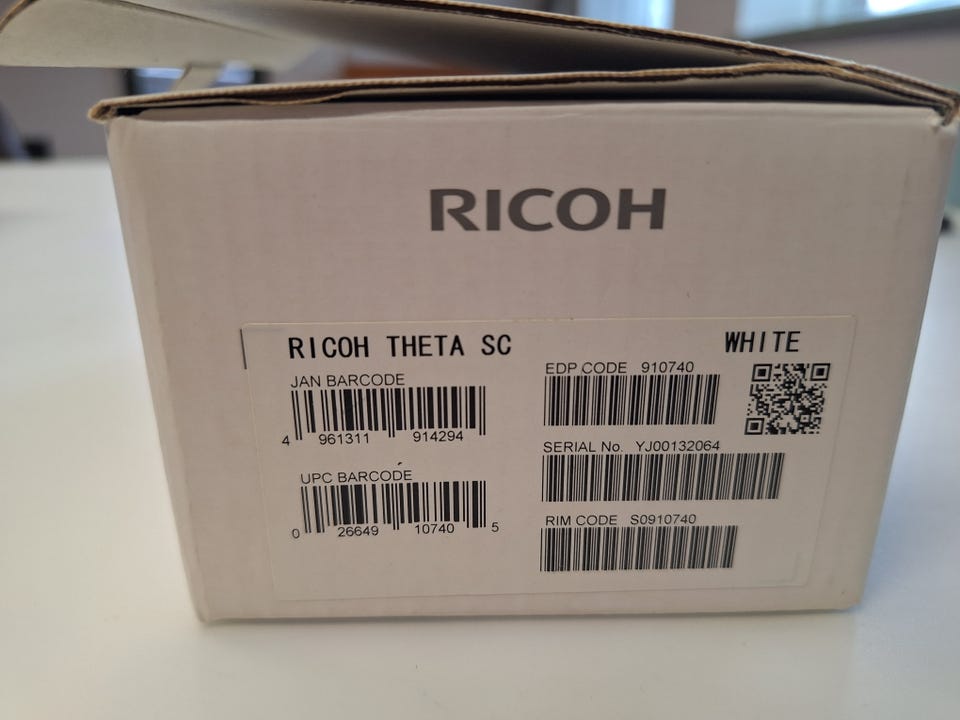 RICOH
RICOH THETA SC
WHITE
JAN BARCODE
4 961311 914294
UPC BARCODE
0 26649 10740 5
EDP CODE 910740
SERIAL No. YJ00132064
RIM CODE S0910740